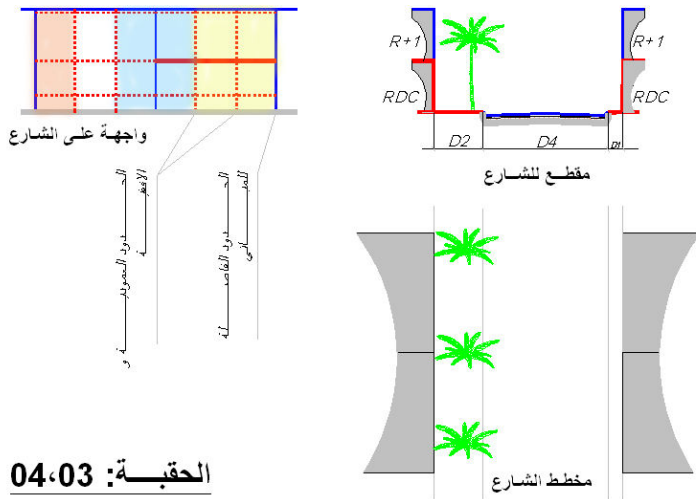 واجهة على الشارع
الحدود العمودية و
الافقية
الحدود الفاصلة
للمباني
R+1
R+1
RDC
RDC
D2
D4
D1
مقطع للشارع
مخطط الشارع
الحقبة: 04،03